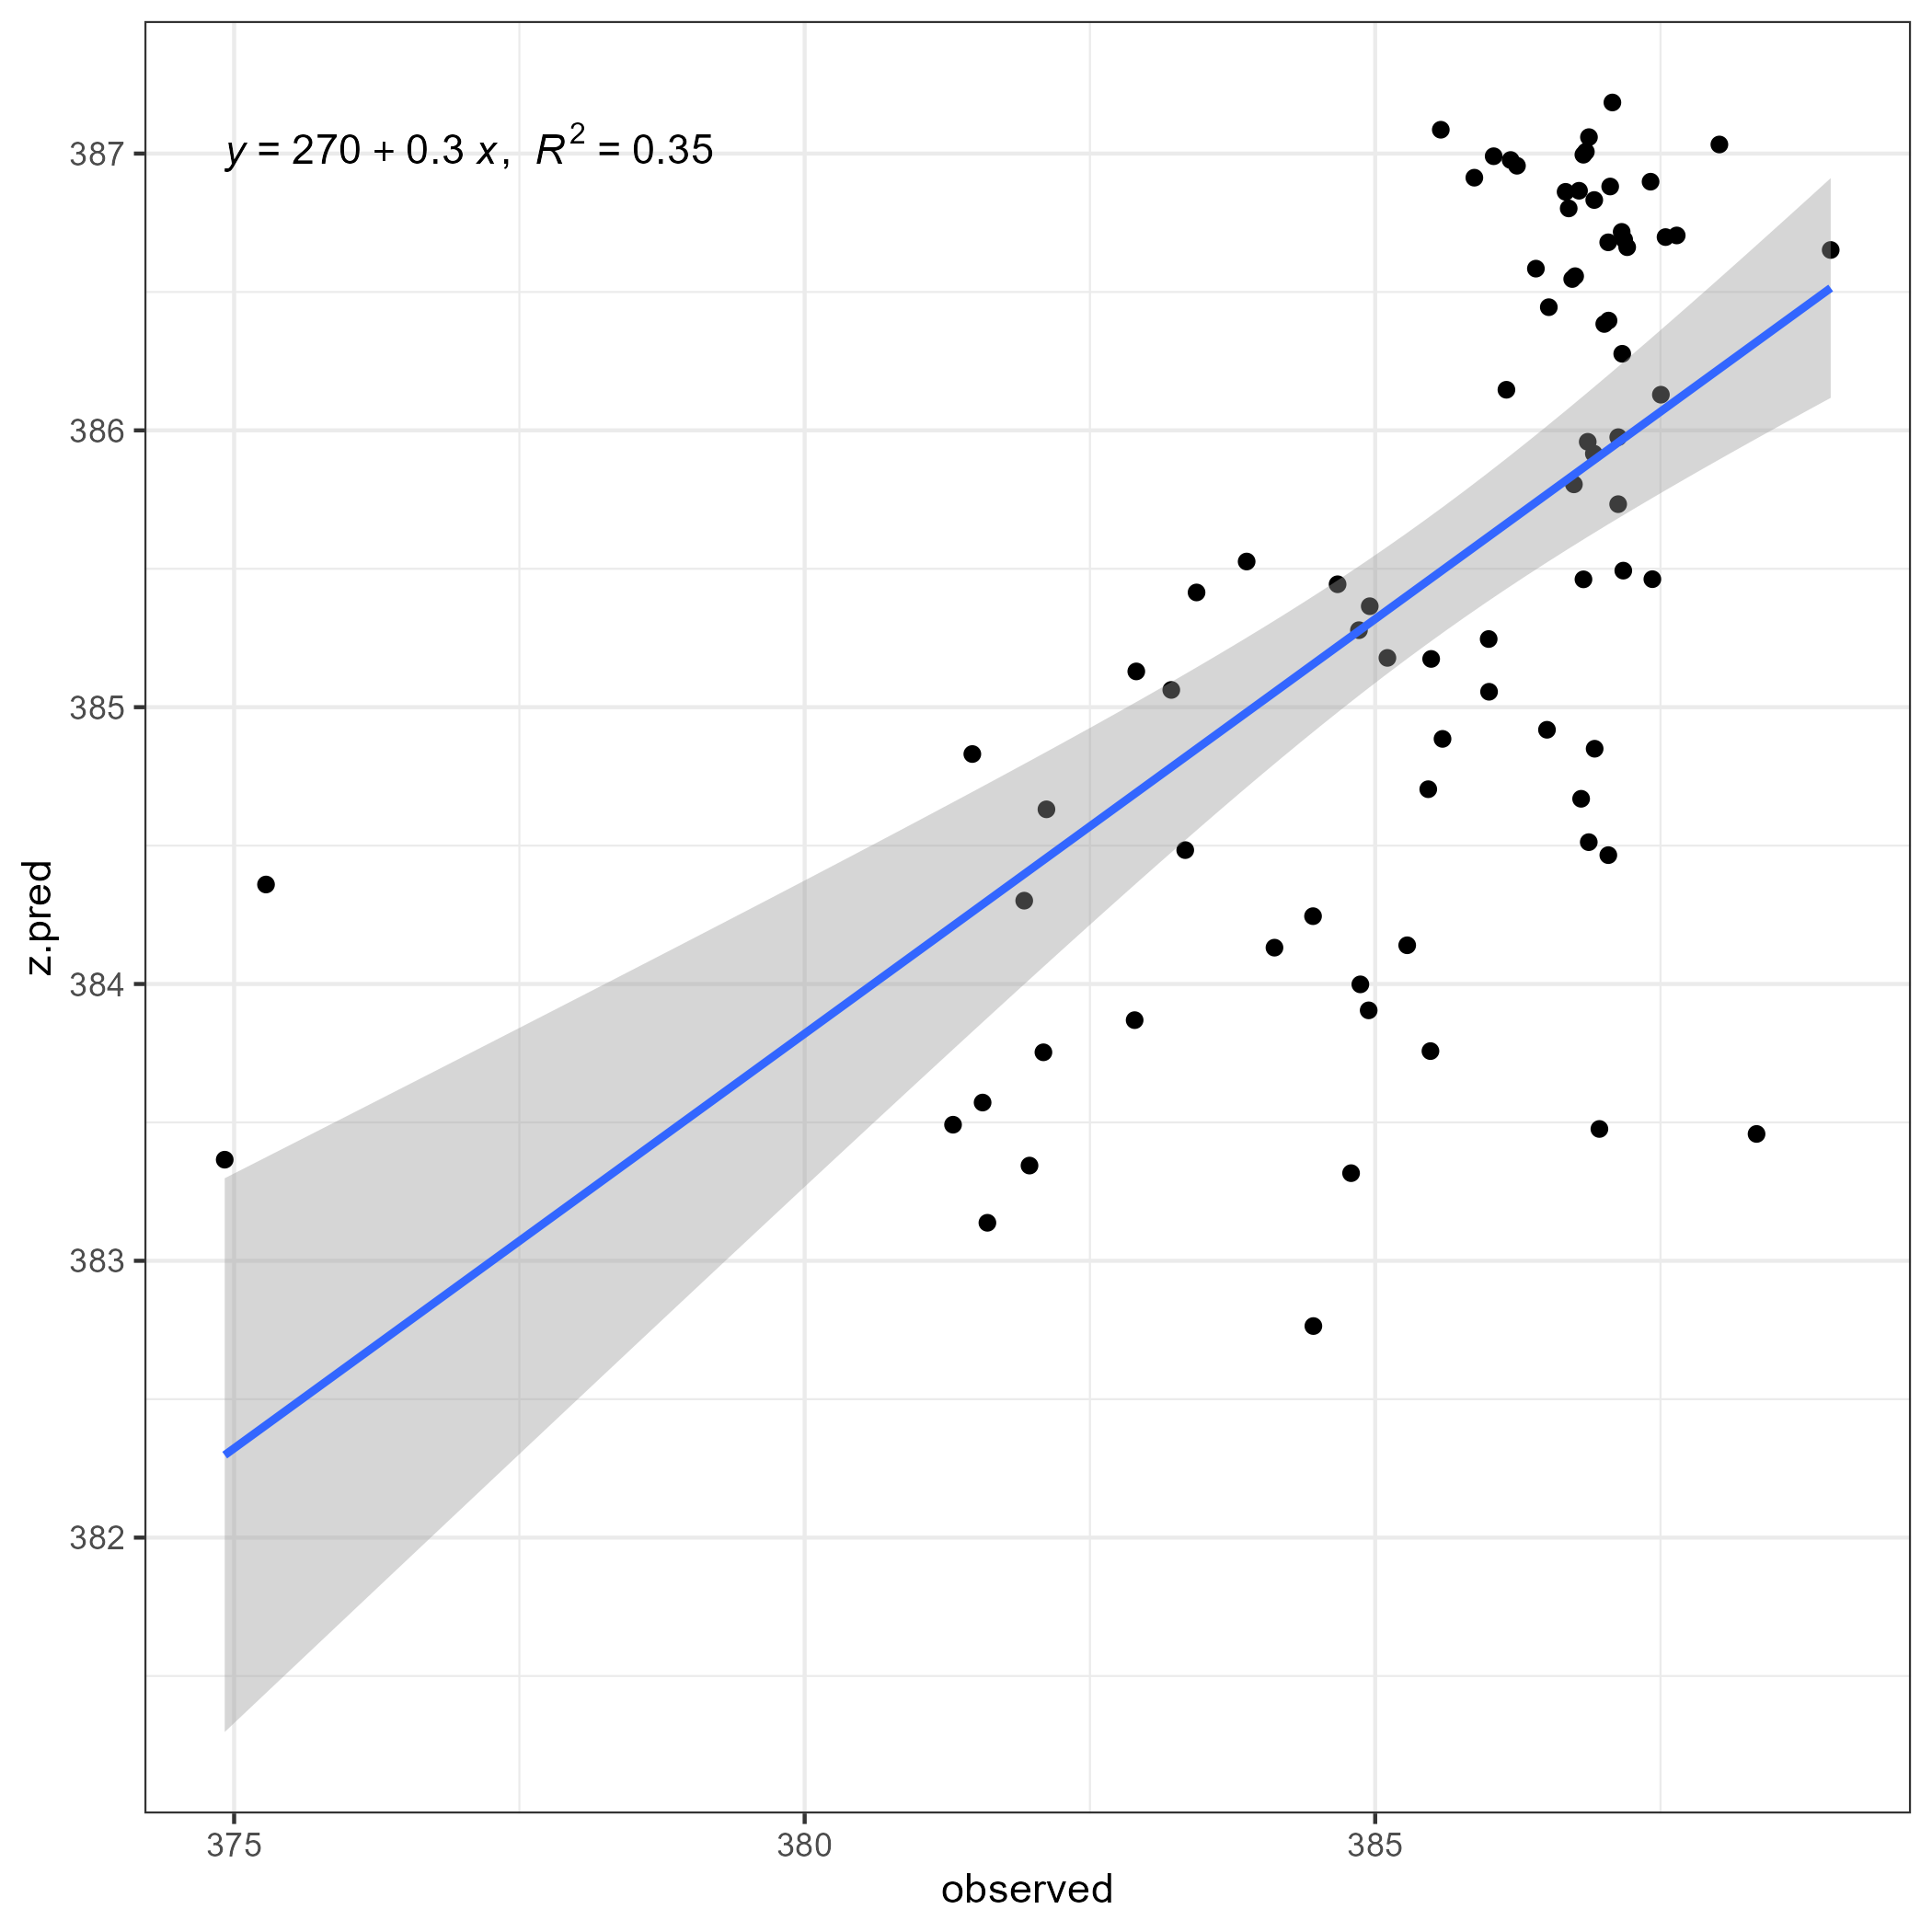 y = 270 + 0.3 x, R² = 0.35
387
386
385
384
383
382
z.pred
375 380 385
observed